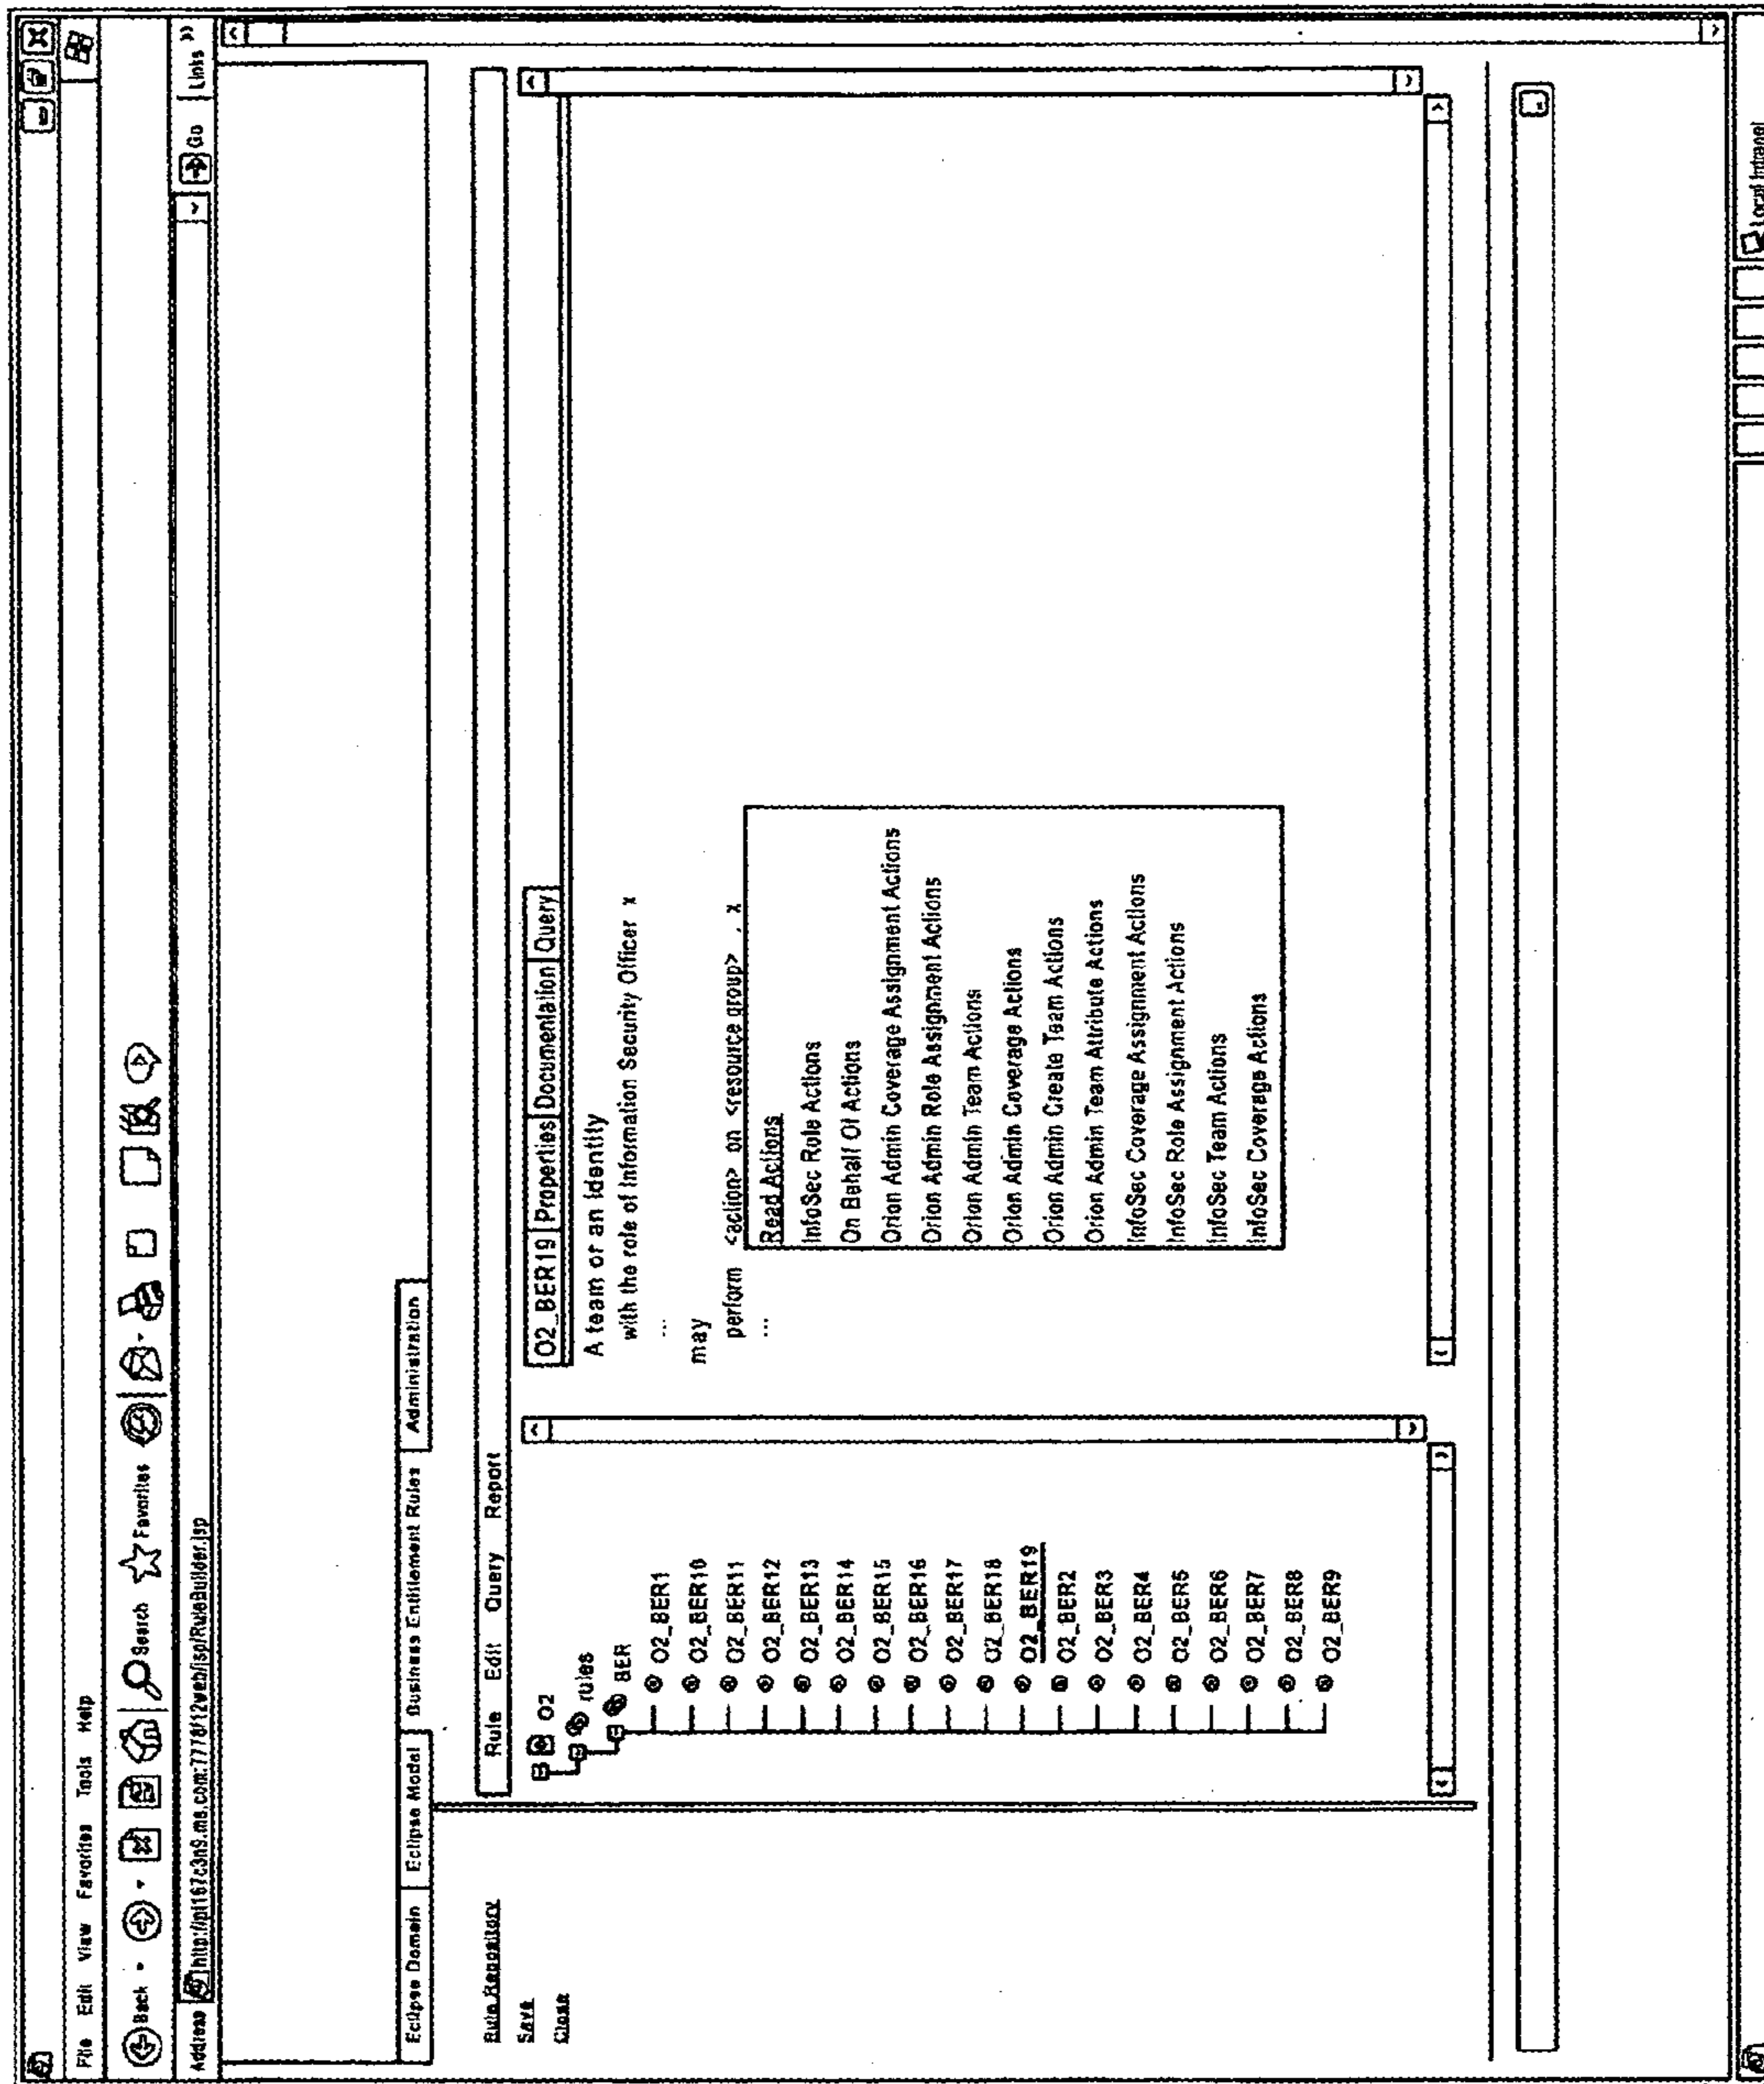 File Edit View Favorites Tools Help
Back Search Favorites
Address http://pi167c3n9.ms.com:7776/12web/jsp/RuleBuilder.jsp Go Links »
Eclipse Domain Eclipse Model Business Entitlement Rules Administration
Rule Repository
Save
Close
Rule Edit Query Report
O2
rules
BER
O2_BER1
O2_BER10
O2_BER11
O2_BER12
O2_BER13
O2_BER14
O2_BER15
O2_BER16
O2_BER17
O2_BER18
O2_BER19
O2_BER2
O2_BER3
O2_BER4
O2_BER5
O2_BER6
O2_BER7
O2_BER8
O2_BER9
O2_BER19 Properties Documentation Query
A team or an identity
with the role of Information Security Officer x
...
may
perform <action> on <resource group> , x
Read Actions
InfoSec Role Actions
On Behalf Of Actions
Orion Admin Coverage Assignment Actions
Orion Admin Role Assignment Actions
Orion Admin Team Actions
Orion Admin Coverage Actions
Orion Admin Create Team Actions
Orion Admin Team Attribute Actions
InfoSec Coverage Assignment Actions
InfoSec Role Assignment Actions
InfoSec Team Actions
InfoSec Coverage Actions
...
Local Intranet